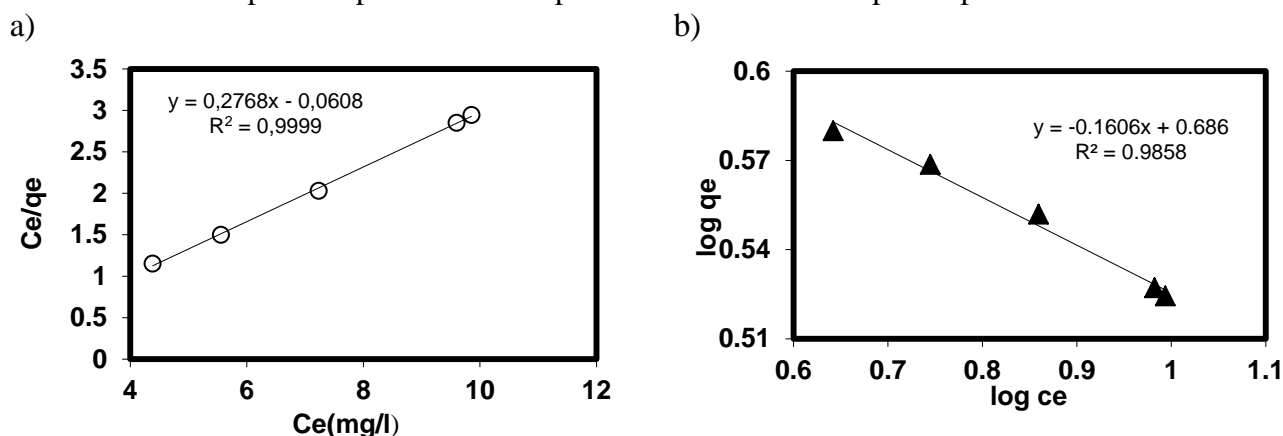 a)
3.5
3
2.5
2
1.5
1
0.5
0
Ce/qe
y = 0,2768x - 0,0608
R² = 0,9999
4 6 8 10 12
Ce(mg/l)
b)
0.6
0.57
0.54
0.51
log qe
y = -0.1606x + 0.686
R² = 0.9858
0.6 0.7 0.8 0.9 1 1.1
log ce